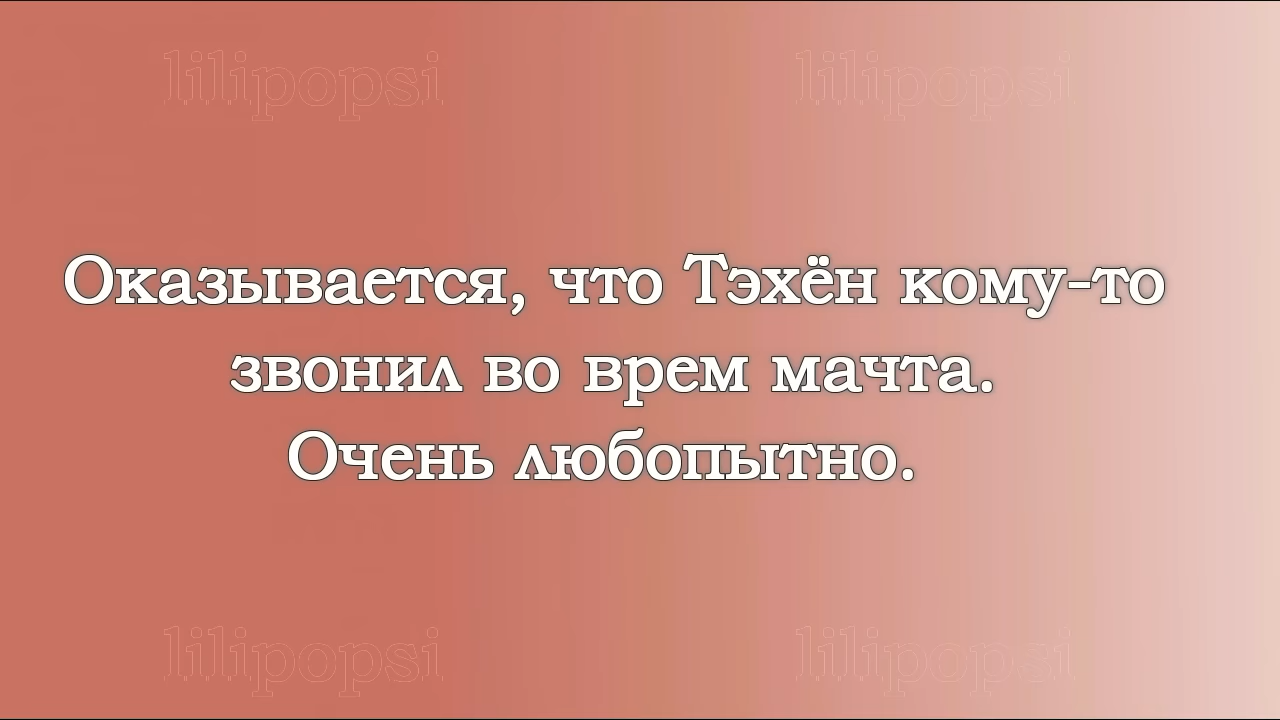 lilipopsi lilipopsi
Оказывается, что Тэхён кому-то
звонил во врем мачта.
Очень любопытно.
lilipopsi lilipopsi